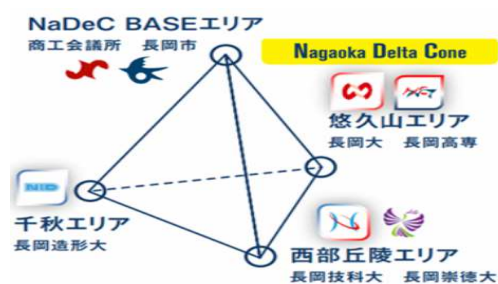 NaDeC BASEエリア
商工会議所 長岡市
Nagaoka Delta Cone
悠久山エリア
長岡大 長岡高専
NID
千秋エリア
長岡造形大
西部丘陵エリア
長岡技科大 長岡崇徳大